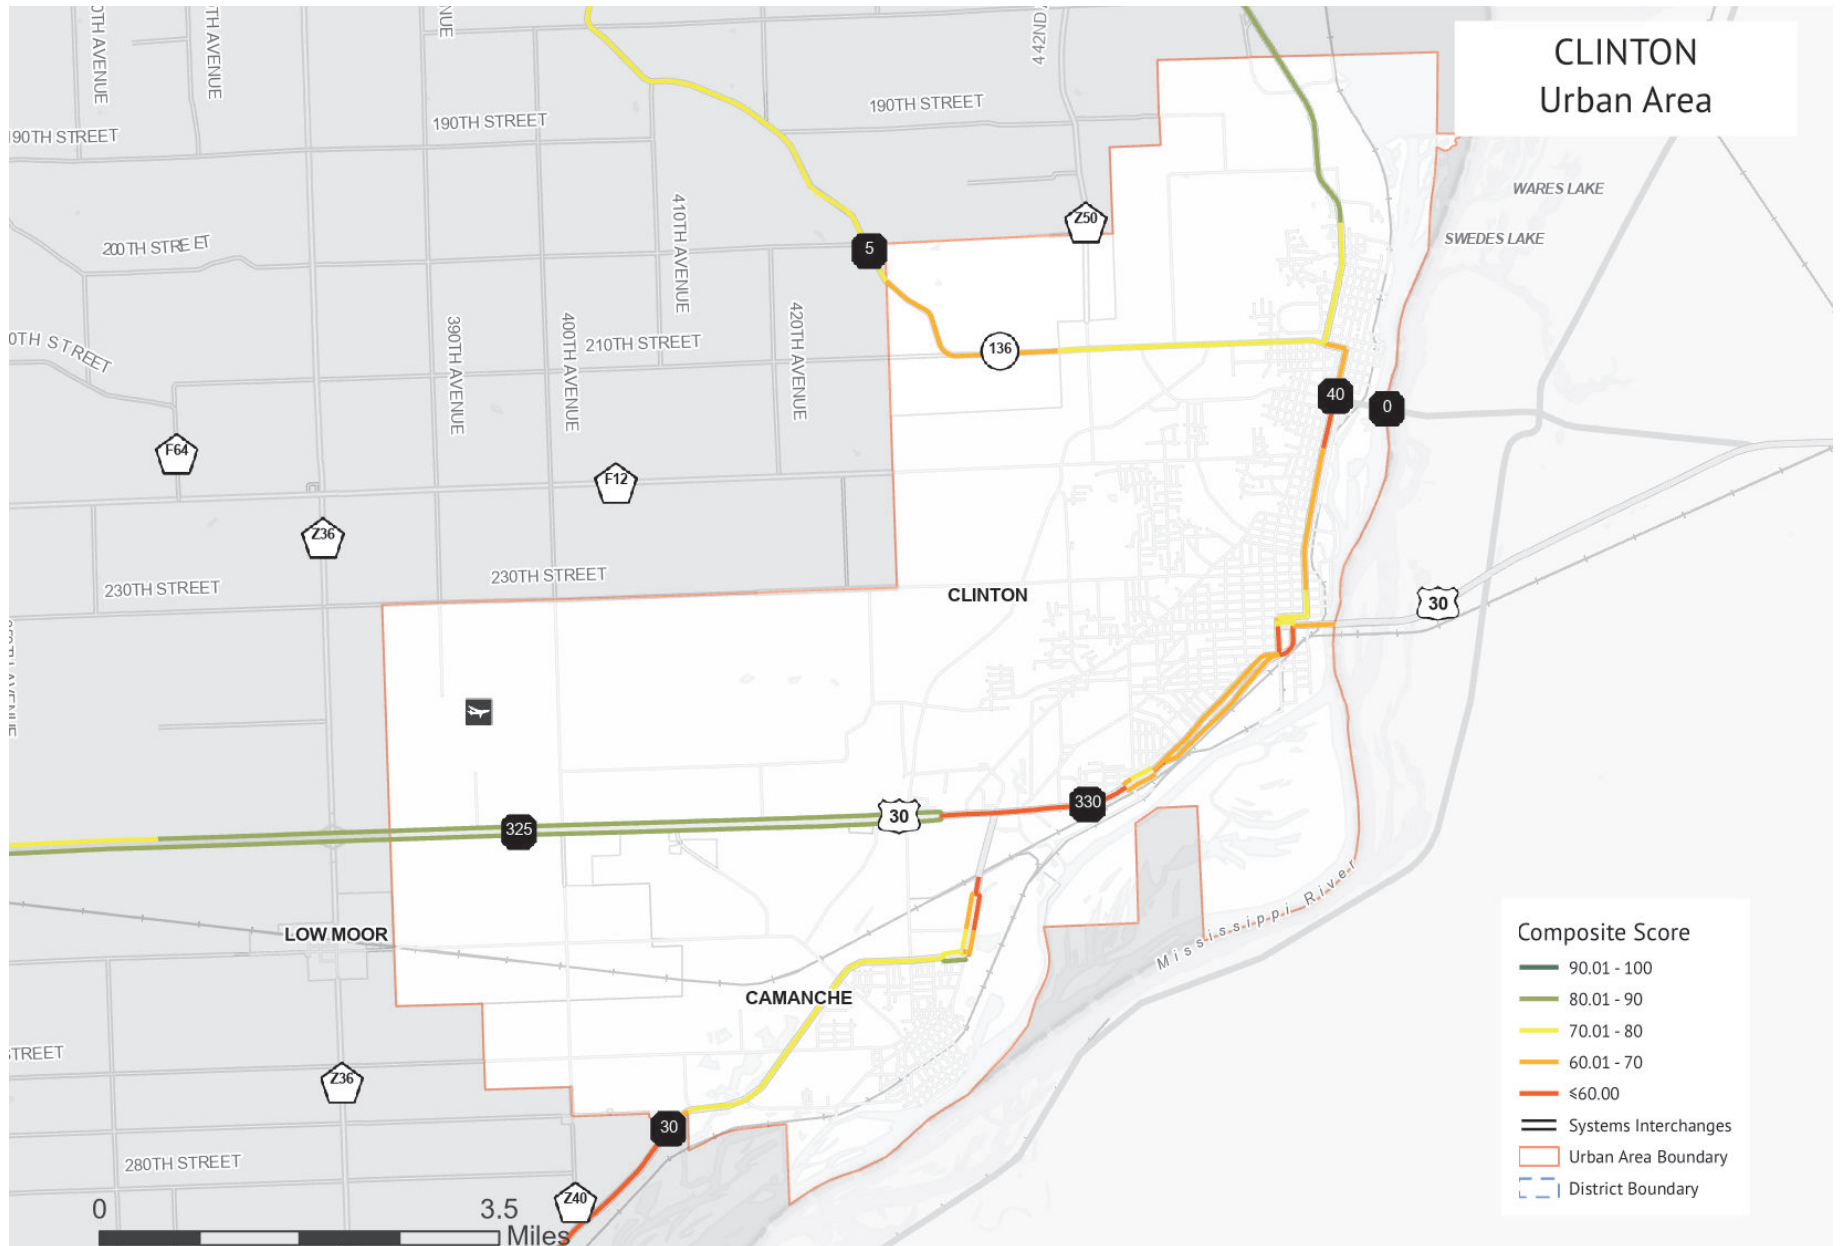 CLINTON
Urban Area
442ND
190TH STREET
190TH STREET
190TH STREET
WARES LAKE
410TH AVENUE
Z50
200TH STREET
SWEDES LAKE
5
390TH AVENUE
400TH AVENUE
420TH AVENUE
210TH STREET
136
0TH STREET
40
0
F64
F12
Z36
230TH STREET
230TH STREET
CLINTON
30
325
30
330
LOW MOOR
Mississippi River
CAMANCHE
STREET
Z36
30
280TH STREET
Z40
0
3.5
Miles
Composite Score
90.01 - 100
80.01 - 90
70.01 - 80
60.01 - 70
≤60.00
Systems Interchanges
Urban Area Boundary
District Boundary